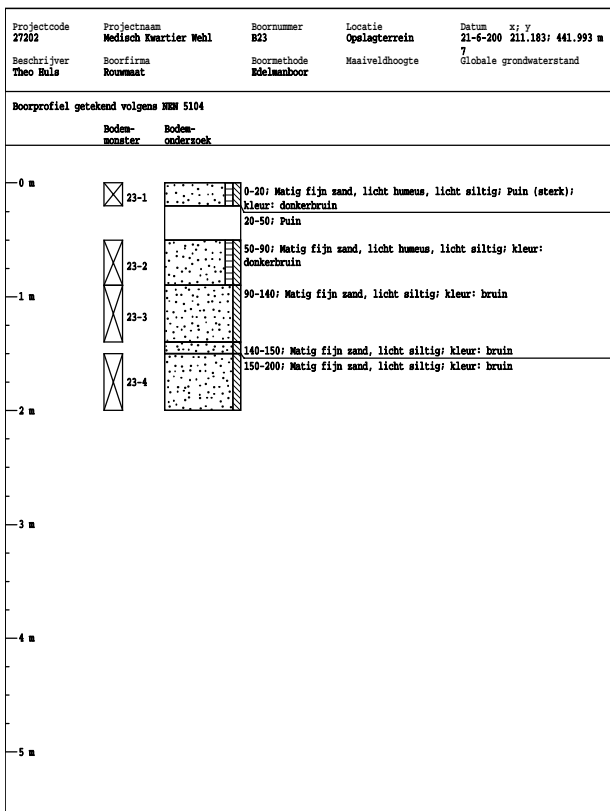 Projectcode Projectnaam Boornummer Locatie Datum x; y
27202 Medisch Kwartier Wehl B23 Opslagterrein 21-6-200 211.183; 441.993 m
7
Beschrijver Boorfirma Boormethode Maaiveldhoogte Globale grondwaterstand
Theo Huls Rouwmaat Edelmanboor
Boorprofiel getekend volgens NEN 5104
Bodem- Bodem-
monster onderzoek
0 m
23-1
0-20; Matig fijn zand, licht humeus, licht siltig; Puin (sterk);
kleur: donkerbruin
20-50; Puin
23-2
50-90; Matig fijn zand, licht humeus, licht siltig; kleur:
donkerbruin
1 m
90-140; Matig fijn zand, licht siltig; kleur: bruin
23-3
140-150; Matig fijn zand, licht siltig; kleur: bruin
150-200; Matig fijn zand, licht siltig; kleur: bruin
23-4
2 m
3 m
4 m
5 m